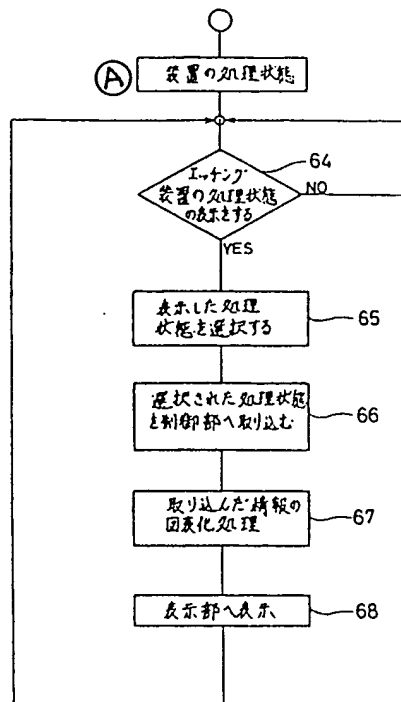 A
装置の処理状態
64
エッチング
装置の処理状態
の表示をする
NO
YES
表示した処理
状態を選択する
65
選択された処理状態
を制御部へ取り込む
66
取り込んだ情報の
図表化処理
67
表示部へ表示
68